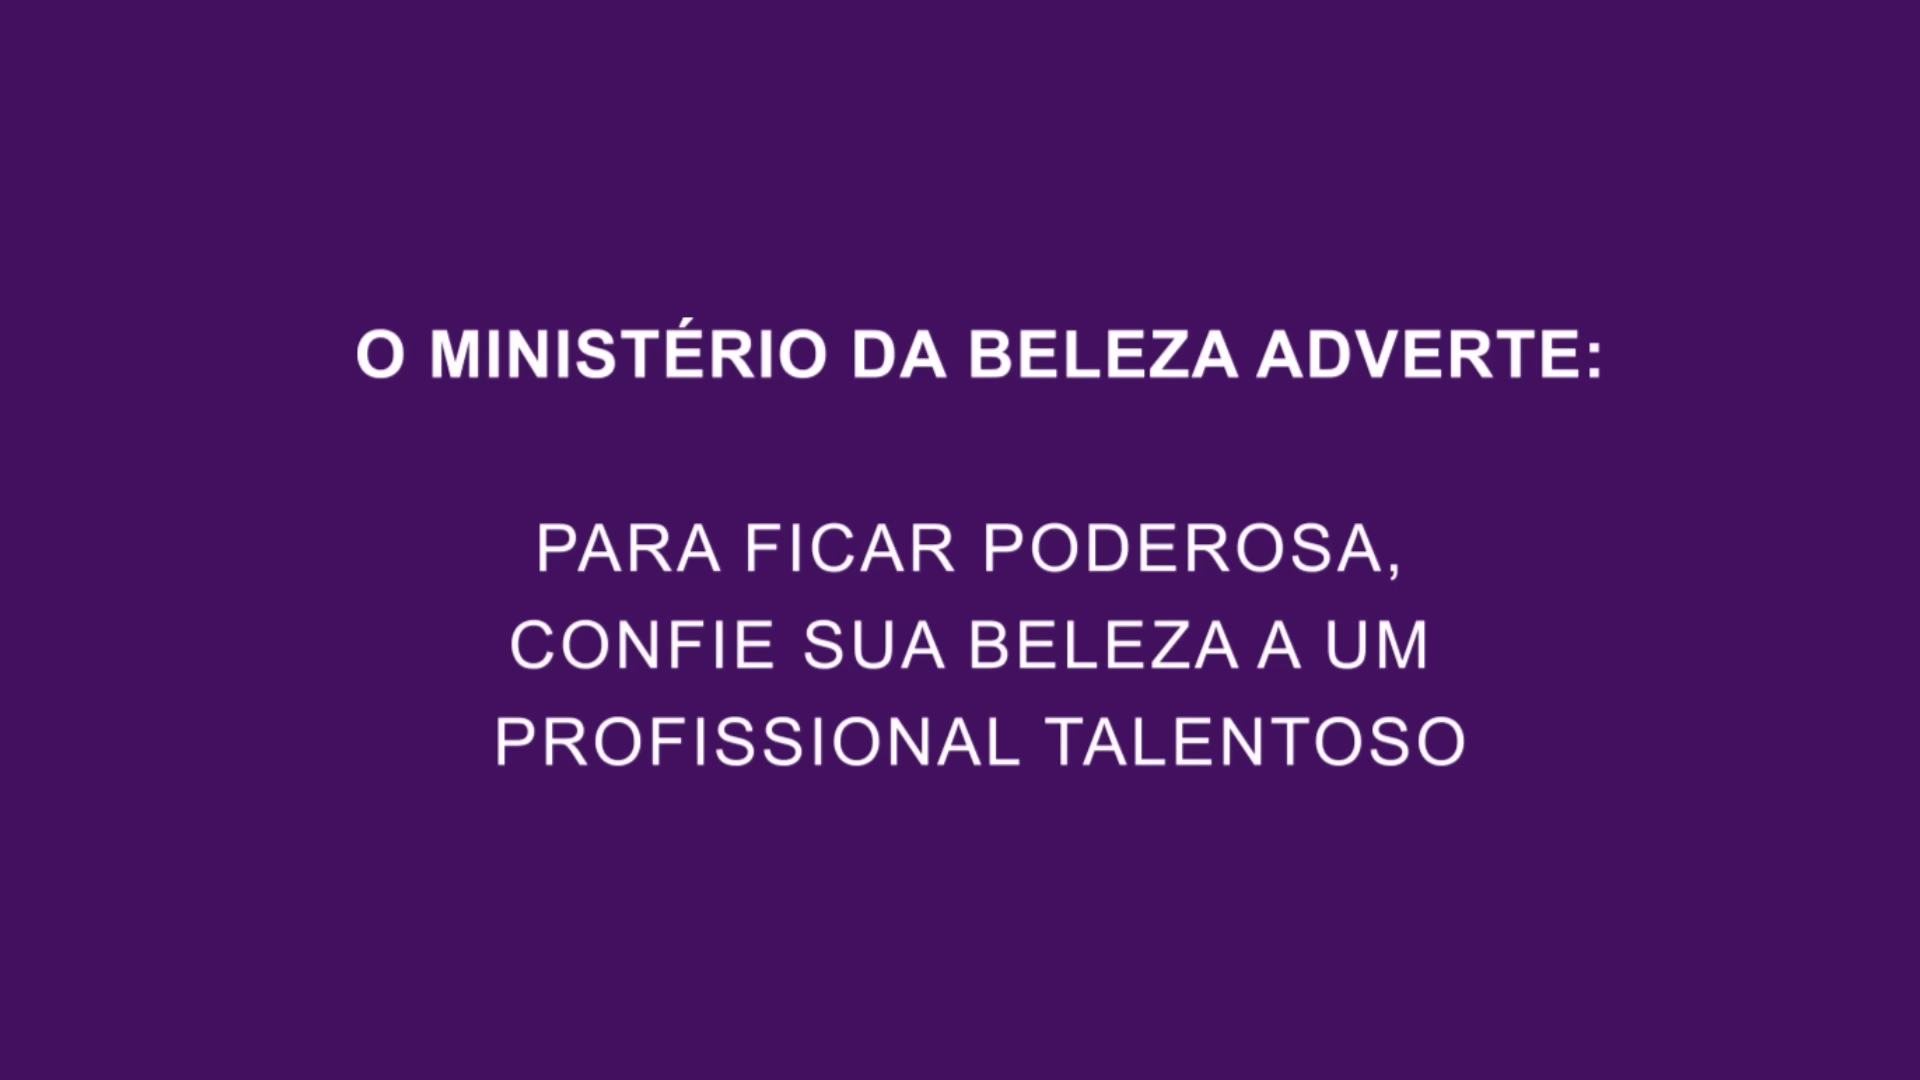 O MINISTÉRIO DA BELEZA ADVERTE:
PARA FICAR PODEROSA,
CONFIE SUA BELEZA A UM
PROFISSIONAL TALENTOSO